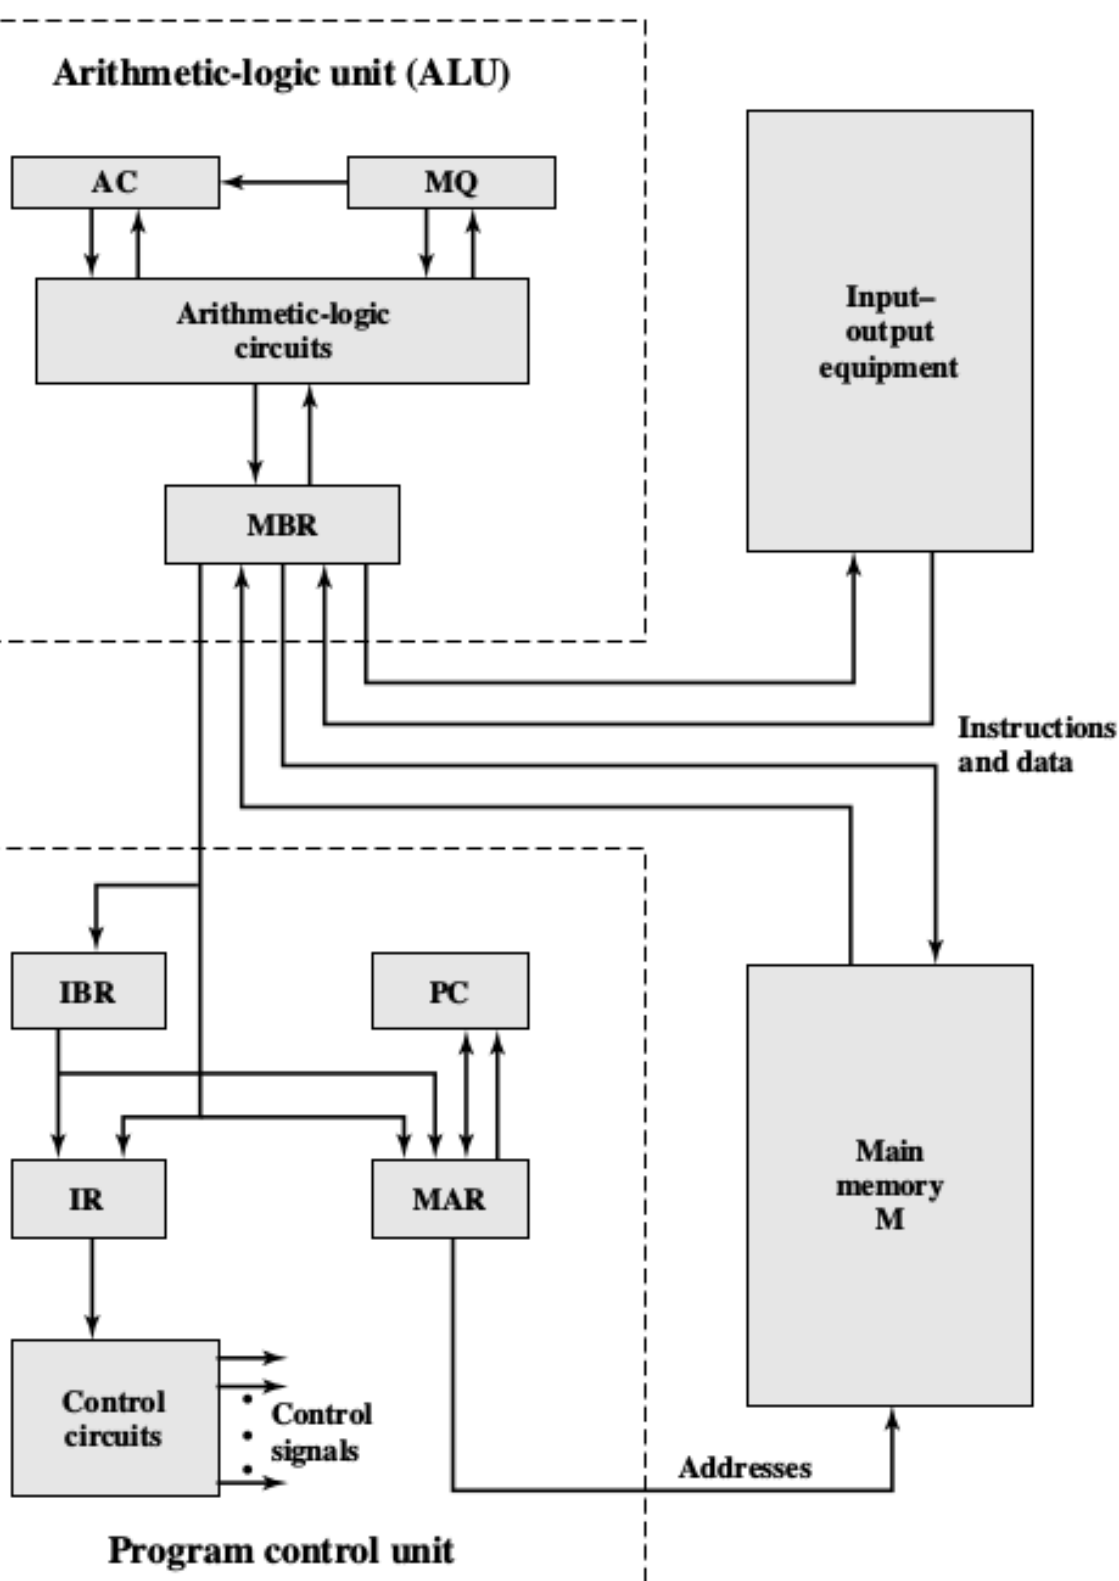 Arithmetic-logic unit (ALU)
AC
MQ
Arithmetic-logic
circuits
Input–
output
equipment
MBR
Instructions
and data
IBR
PC
IR
MAR
Main
memory
M
Control
circuits
Control
signals
Addresses
Program control unit